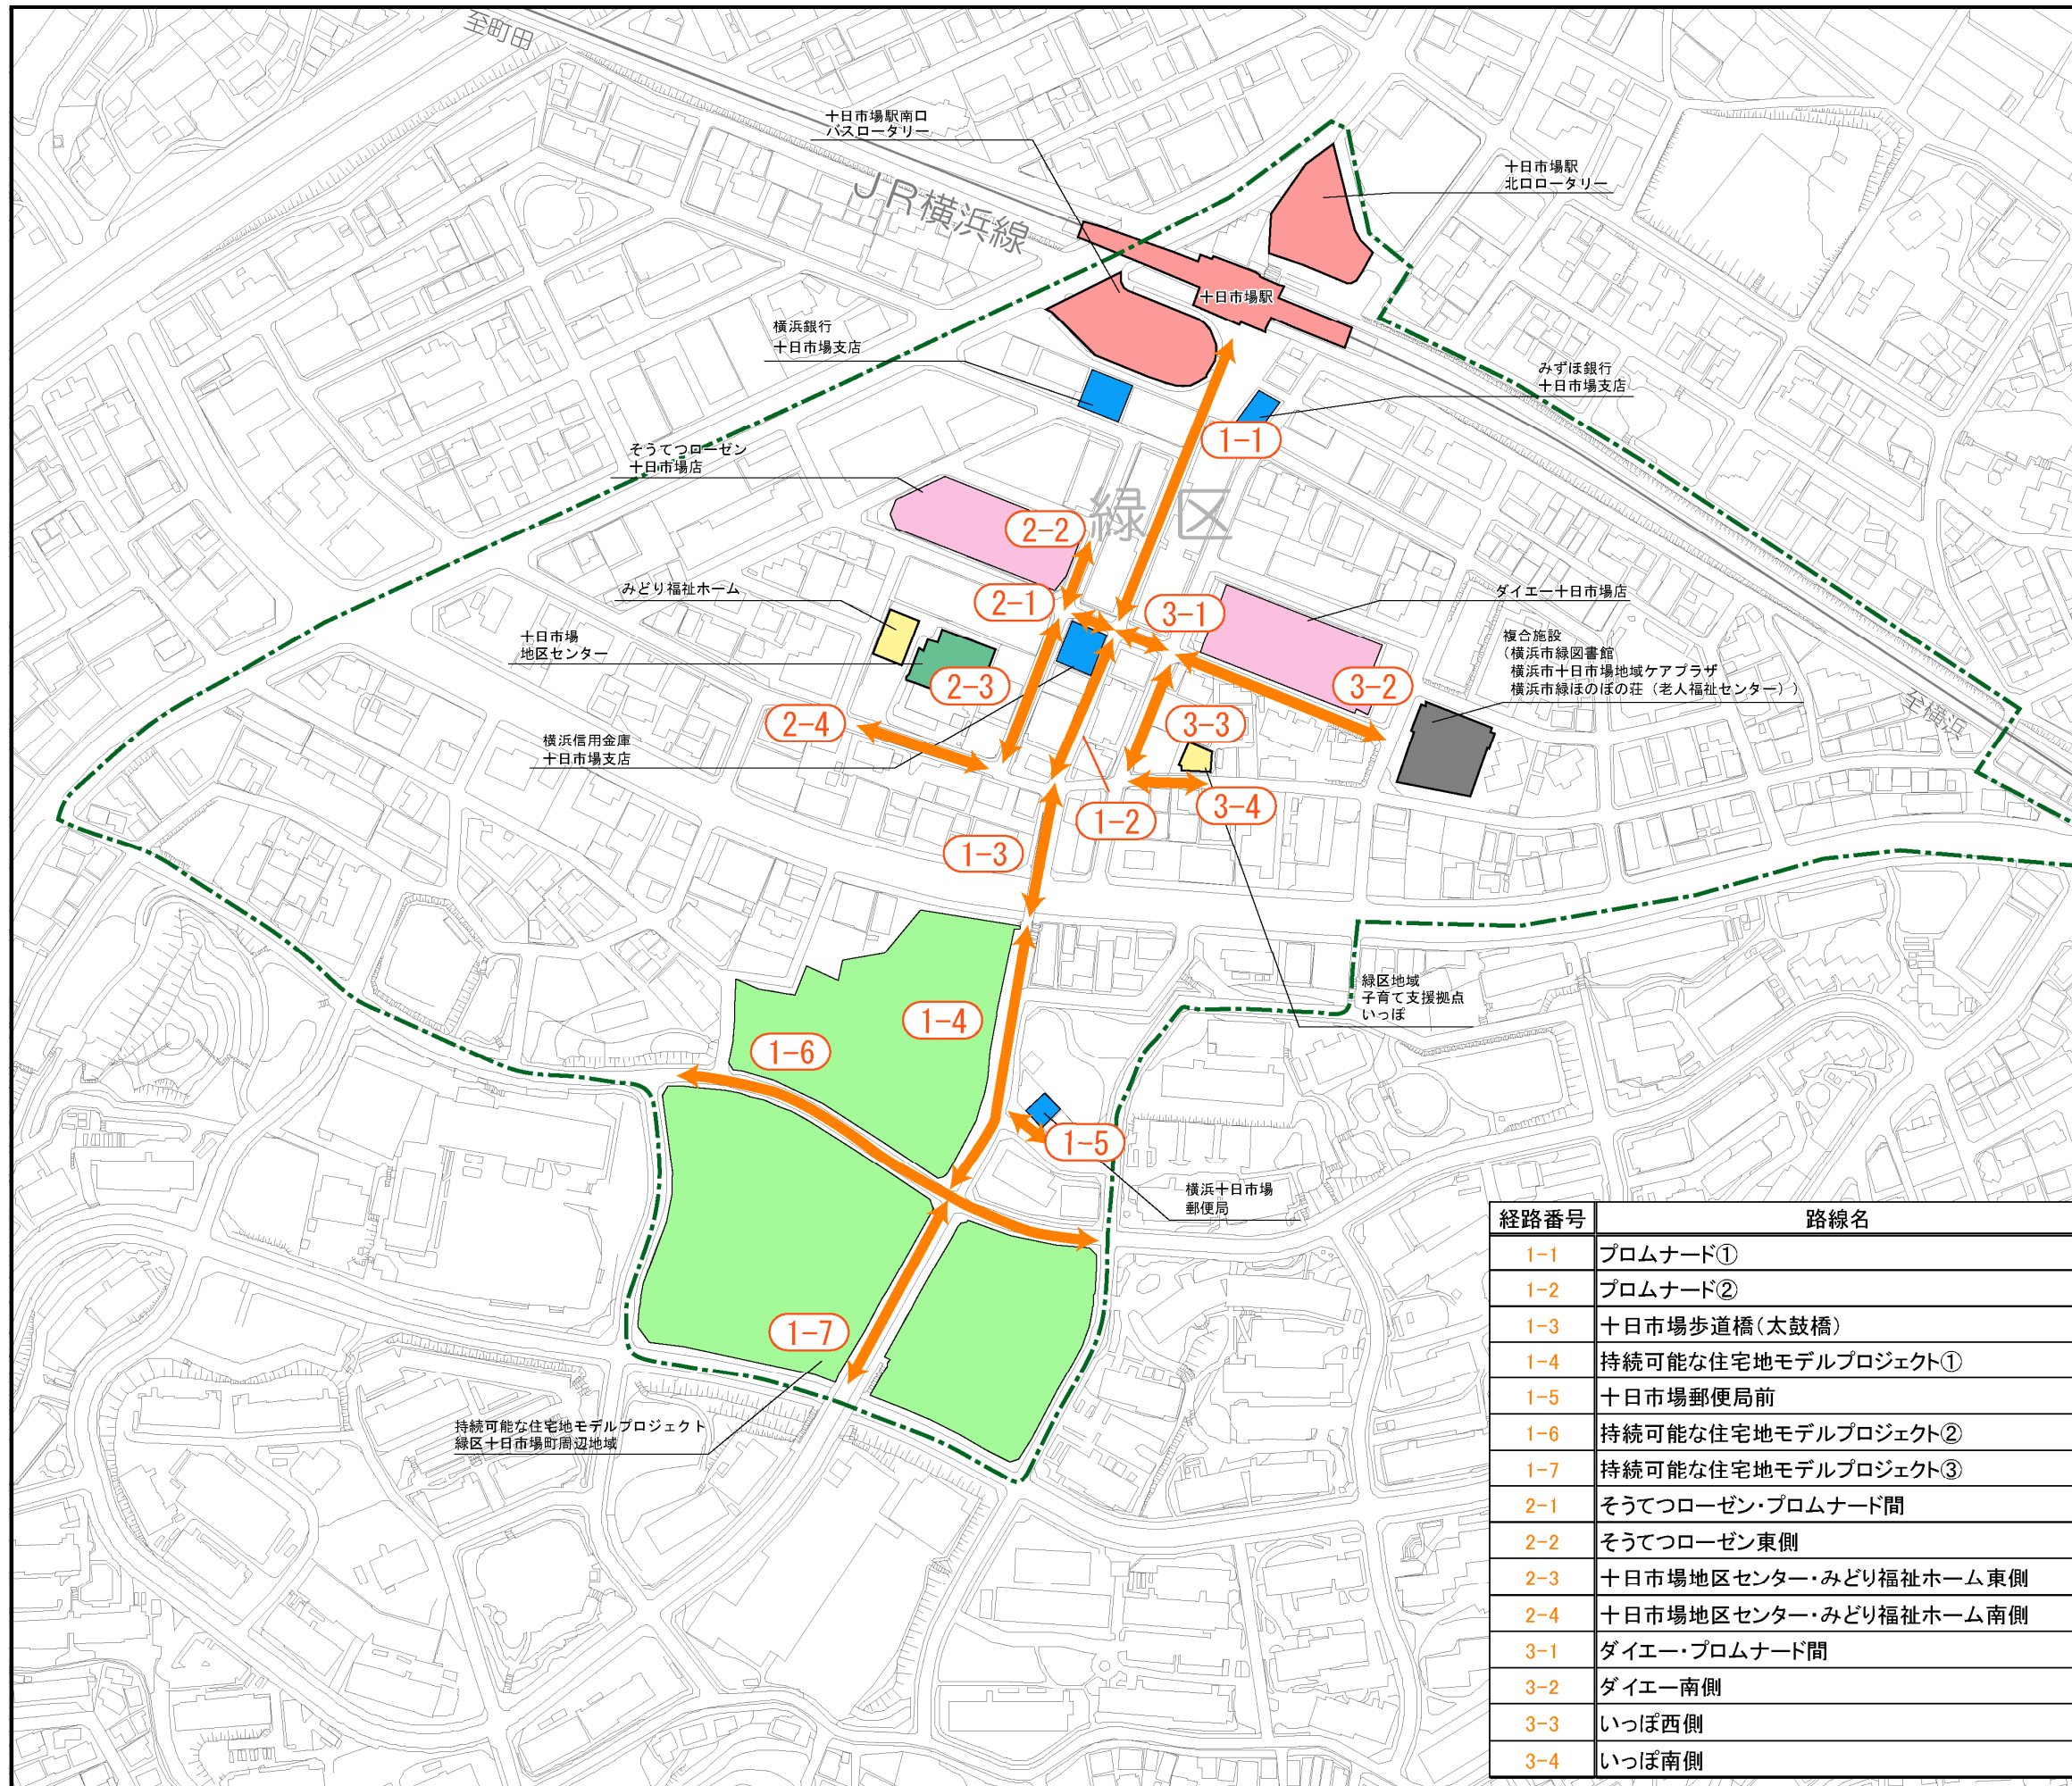 至町田
十日市場駅南口
バスロータリー
十日市場駅
北口ロータリー
JR横浜線
十日市場駅
横浜銀行
十日市場支店
みずほ銀行
十日市場支店
1-1
そうてつローゼン
十日市場店
緑区
2-2
みどり福祉ホーム
2-1
3-1
ダイエー十日市場店
十日市場
地区センター
複合施設
(横浜市緑図書館
横浜市十日市場地域ケアプラザ
横浜市緑ほのぼの荘(老人福祉センター))
2-3
3-2
2-4
3-3
至横浜
横浜信用金庫
十日市場支店
3-4
1-2
1-3
緑区地域
子育て支援拠点
いっぽ
1-4
1-6
1-5
横浜十日市場
郵便局
1-7
持続可能な住宅地モデルプロジェクト
緑区十日市場町周辺地域
経路番号 路線名
1-1 プロムナード①
1-2 プロムナード②
1-3 十日市場歩道橋(太鼓橋)
1-4 持続可能な住宅地モデルプロジェクト①
1-5 十日市場郵便局前
1-6 持続可能な住宅地モデルプロジェクト②
1-7 持続可能な住宅地モデルプロジェクト③
2-1 そうてつローゼン・プロムナード間
2-2 そうてつローゼン東側
2-3 十日市場地区センター・みどり福祉ホーム東側
2-4 十日市場地区センター・みどり福祉ホーム南側
3-1 ダイエー・プロムナード間
3-2 ダイエー南側
3-3 いっぽ西側
3-4 いっぽ南側